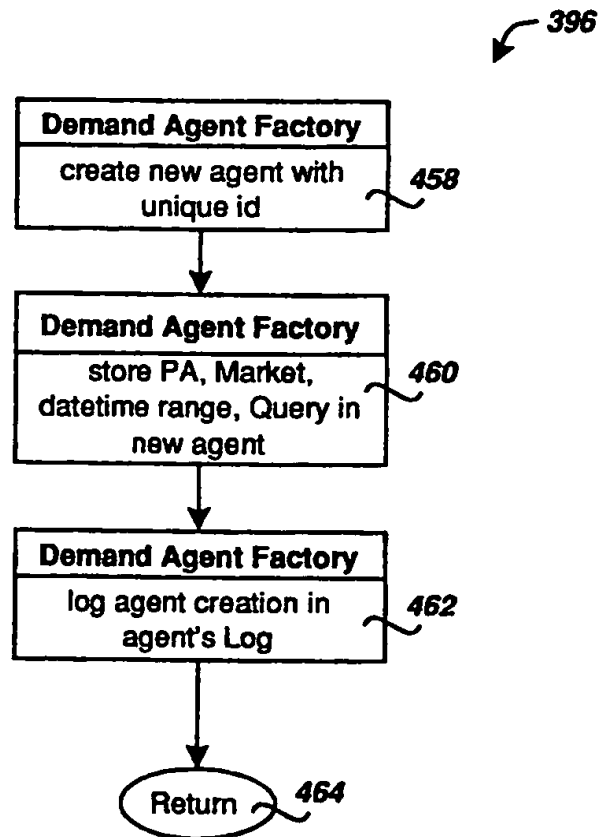 396
Demand Agent Factory
create new agent with
unique id
458
Demand Agent Factory
store PA, Market,
datetime range, Query in
new agent
460
Demand Agent Factory
log agent creation in
agent's Log
462
Return
464